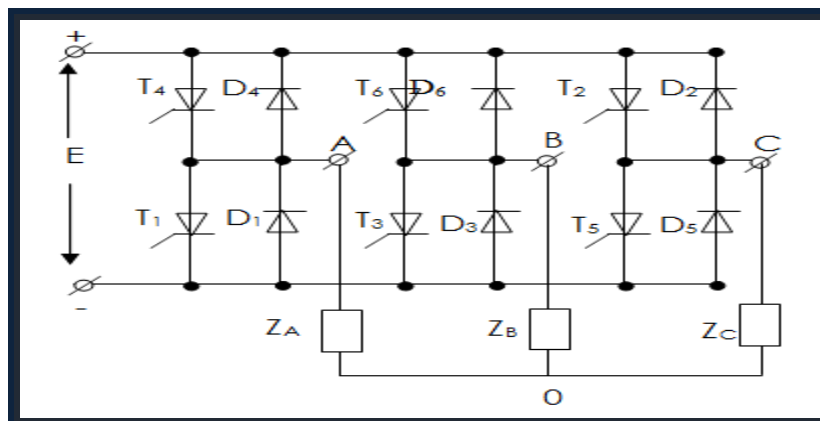 +
T4 D4 T6 D6 T2 D2
A B C
E
T1 D1 T3 D3 T5 D5
-
ZA ZB ZC
O